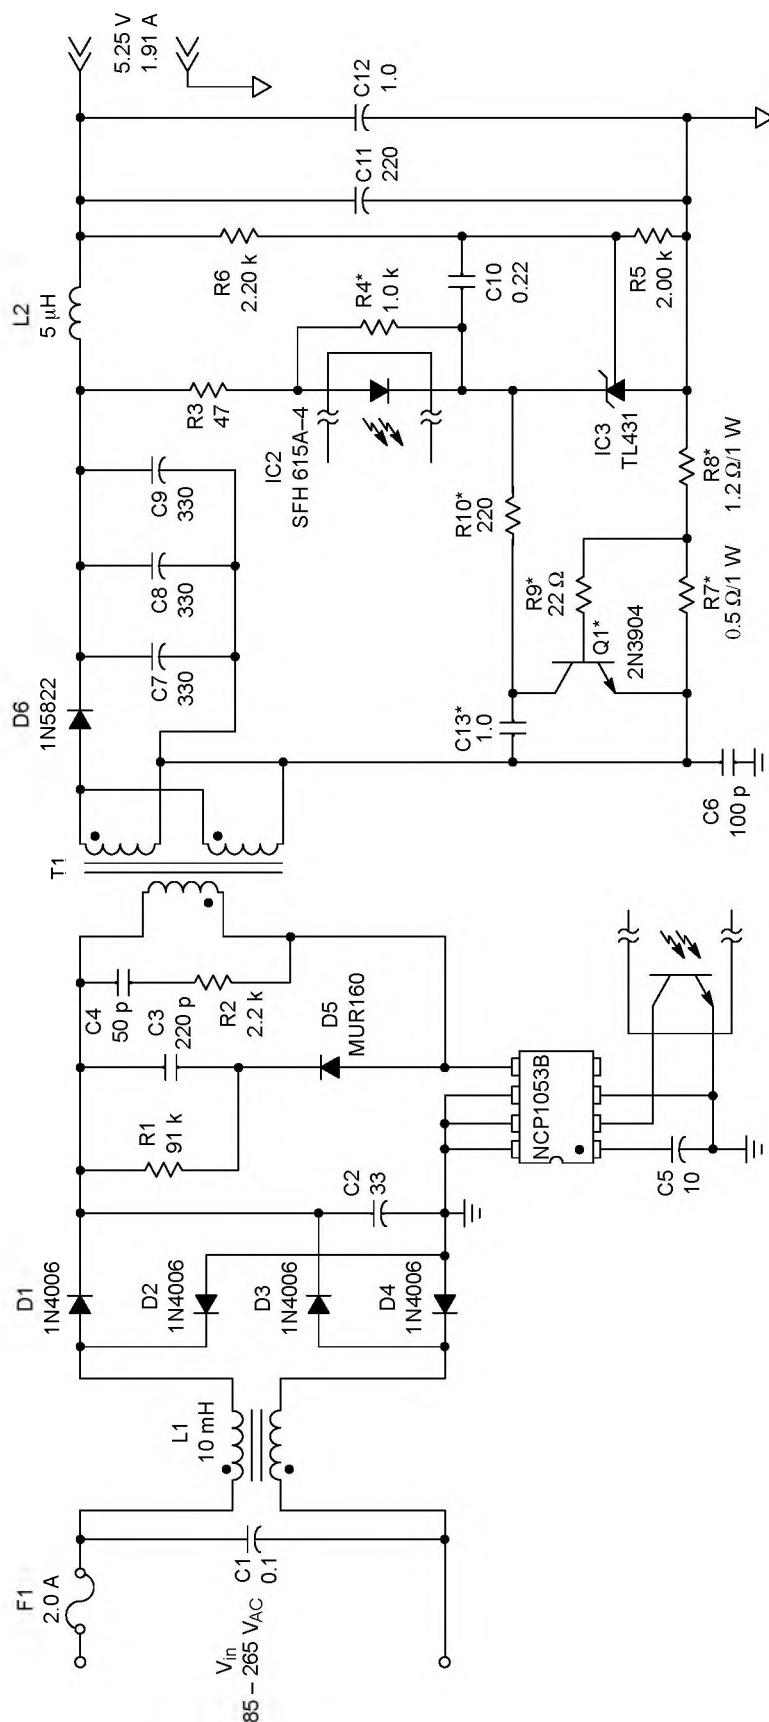 F1
2.0 A
Vin
85 – 265 VAC
C1
0.1
L1
10 mH
D1
1N4006
D2
1N4006
D3
1N4006
D4
1N4006
C2
33
R1
91 k
C3
220 p
C4
50 p
R2
2.2 k
D5
MUR160
NCP1053B
C5
10
T1
D6
1N5822
C7
330
C8
330
C9
330
L2
5 µH
R3
47
IC2
SFH 615A–4
R4*
1.0 k
R6
2.20 k
C10
0.22
C11
220
C12
1.0
5.25 V
1.91 A
R10*
220
C13*
1.0
R9*
22 Ω
Q1*
2N3904
IC3
TL431
R5
2.00 k
R7*
0.5 Ω/1 W
R8*
1.2 Ω/1 W
C6
100 p